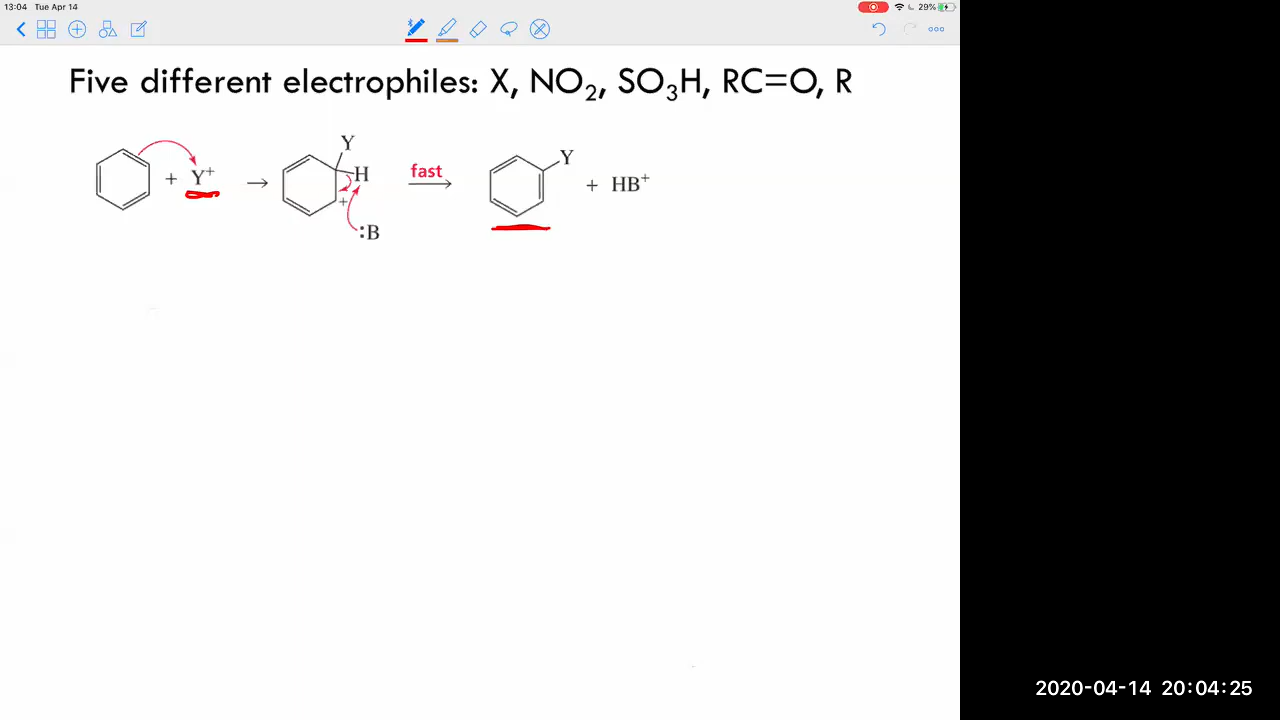 13:04 Tue Apr 14 29%
Five different electrophiles: X, NO₂, SO₃H, RC=O, R
+ Y⁺ → Y H + :B fast → Y + HB⁺
2020-04-14 20:04:25